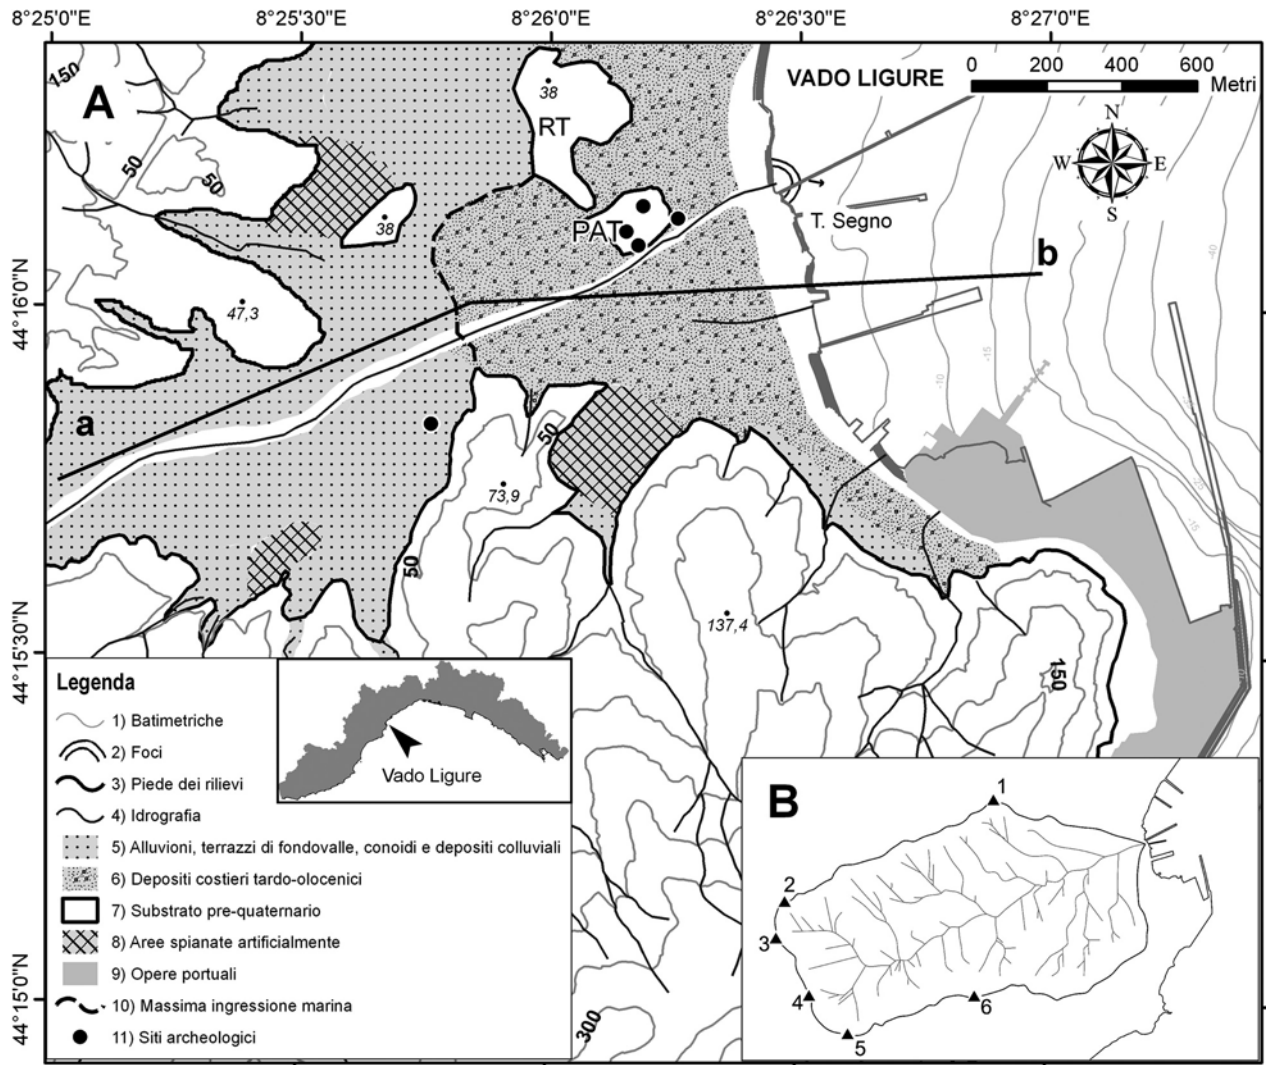 8°25'0"E 8°25'30"E 8°26'0"E 8°26'30"E 8°27'0"E
VADO LIGURE
0 200 400 600
Metri
A
150
50
50
38
RT
N
W E
S
38
PAT
T. Segno
b
-40
44°16'0"N
47,3
-15
-10
a
50
73,9
-25
-15
50
137,4
44°15'30"N
150
Legenda
1) Batimetriche
2) Foci
3) Piede dei rilievi
4) Idrografia
5) Alluvioni, terrazzi di fondovalle, conoidi e depositi colluviali
6) Depositi costieri tardo-olocenici
7) Substrato pre-quaternario
8) Aree spianate artificialmente
9) Opere portuali
10) Massima ingressione marina
11) Siti archeologici
Vado Ligure
44°15'0"N
300
B
1
2
3
4
5
6